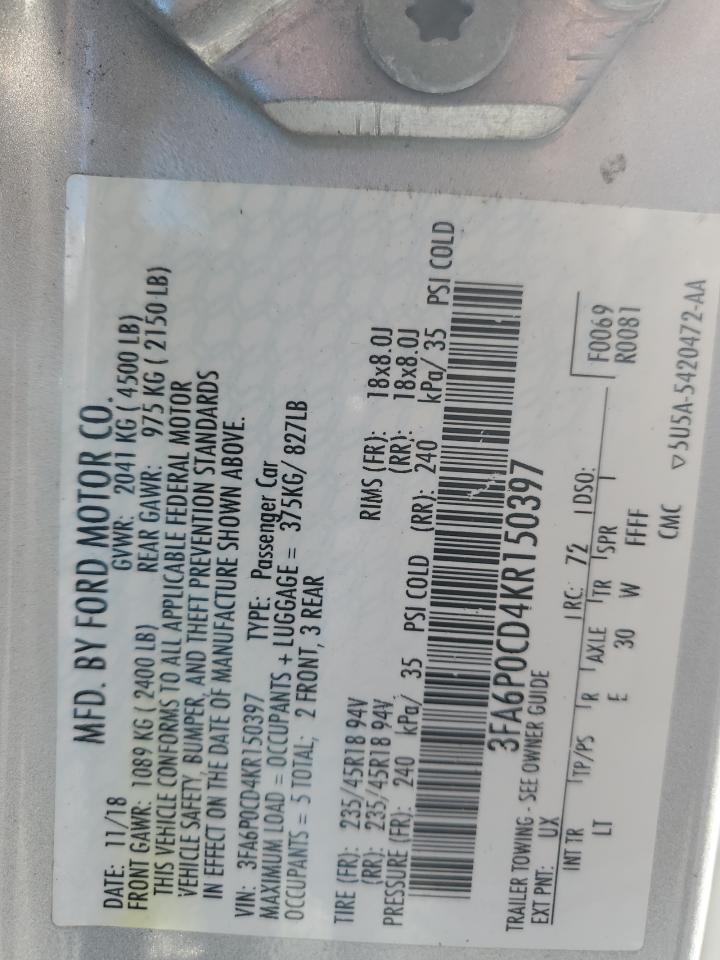 MFD. BY FORD MOTOR CO.
DATE: 11/18 GVWR: 2041 KG ( 4500 LB)
FRONT GAWR: 1089 KG ( 2400 LB) REAR GAWR: 975 KG ( 2150 LB)
THIS VEHICLE CONFORMS TO ALL APPLICABLE FEDERAL MOTOR
VEHICLE SAFETY, BUMPER, AND THEFT PREVENTION STANDARDS
IN EFFECT ON THE DATE OF MANUFACTURE SHOWN ABOVE.
VIN: 3FA6P0CD4KR150397 TYPE: Passenger Car
MAXIMUM LOAD = OCCUPANTS + LUGGAGE = 375KG/ 827LB
OCCUPANTS = 5 TOTAL; 2 FRONT, 3 REAR
TIRE (FR): 235/45R18 94V RIMS (FR): 18x8.0J
(RR): 235/45R18 94V (RR): 18x8.0J
PRESSURE (FR): 240 kPa/ 35 PSI COLD (RR): 240 kPa/ 35 PSI COLD
3FA6P0CD4KR150397
TRAILER TOWING - SEE OWNER GUIDE
EXT PNT: UX RC: 72 DSO: F0069
INT TR TP/PS R AXLE TR SPR R0081
LT E 30 W FFFF
CMC ▽5U5A-5420472-AA